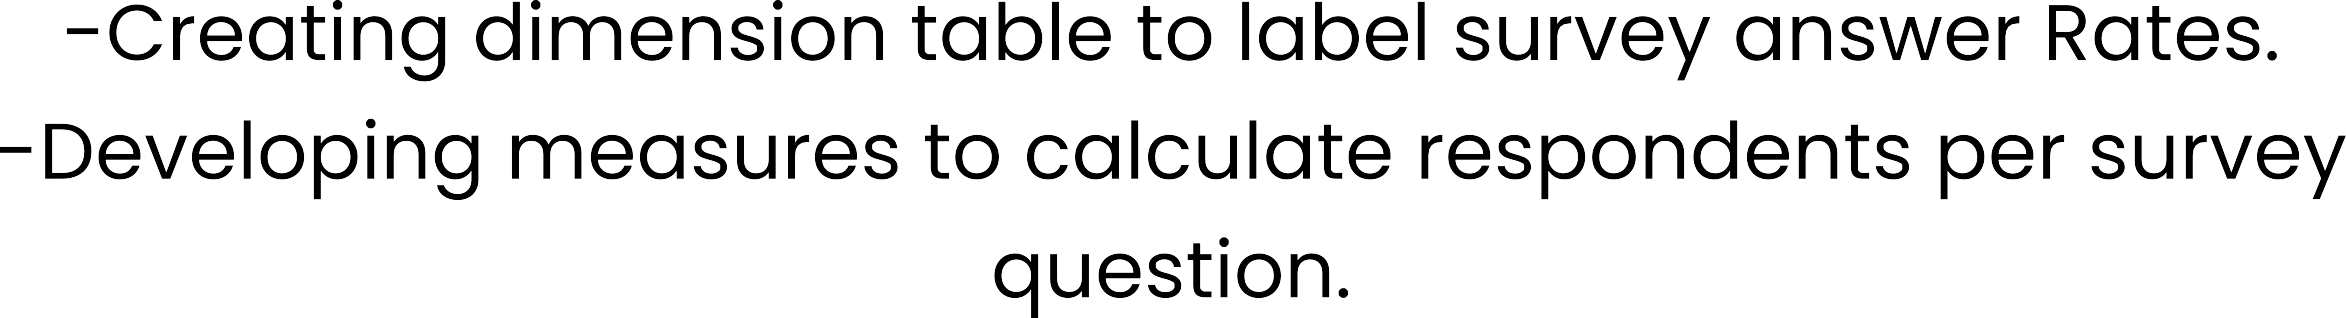 -Creating dimension table to label survey answer Rates.
-Developing measures to calculate respondents per survey
question.